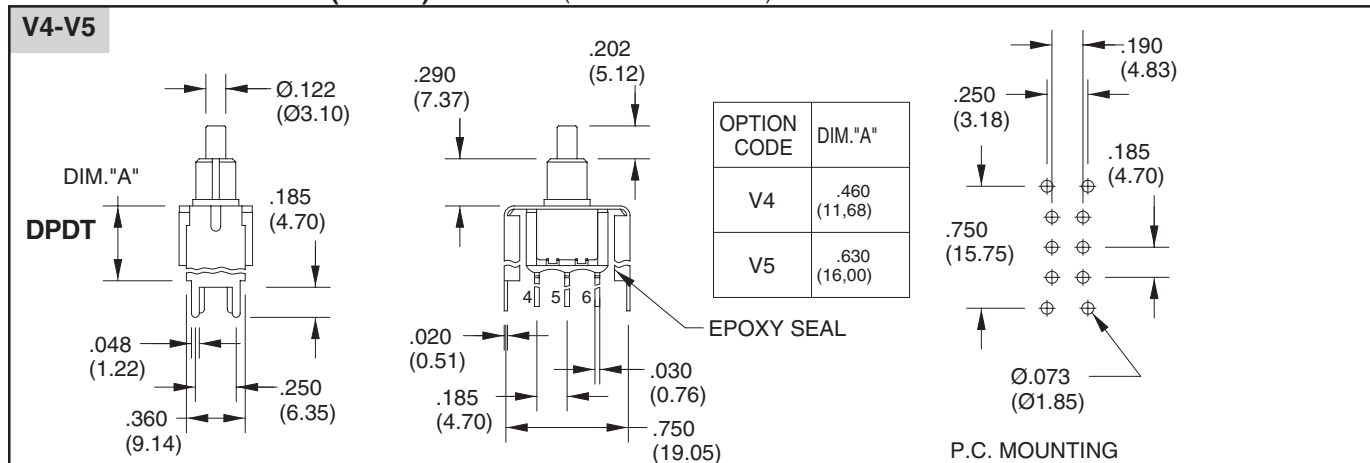 V4-V5
Ø.122
(Ø3.10)
DIM."A"
DPDT
.185
(4.70)
.048
(1.22)
.250
(6.35)
.360
(9.14)
.290
(7.37)
.202
(5.12)
4 5 6
EPOXY SEAL
.020
(0.51)
.030
(0.76)
.185
(4.70)
.750
(19.05)
OPTION CODE DIM."A"
V4 .460 (11,68)
V5 .630 (16,00)
.190
(4.83)
.250
(3.18)
.185
(4.70)
.750
(15.75)
Ø.073
(Ø1.85)
P.C. MOUNTING